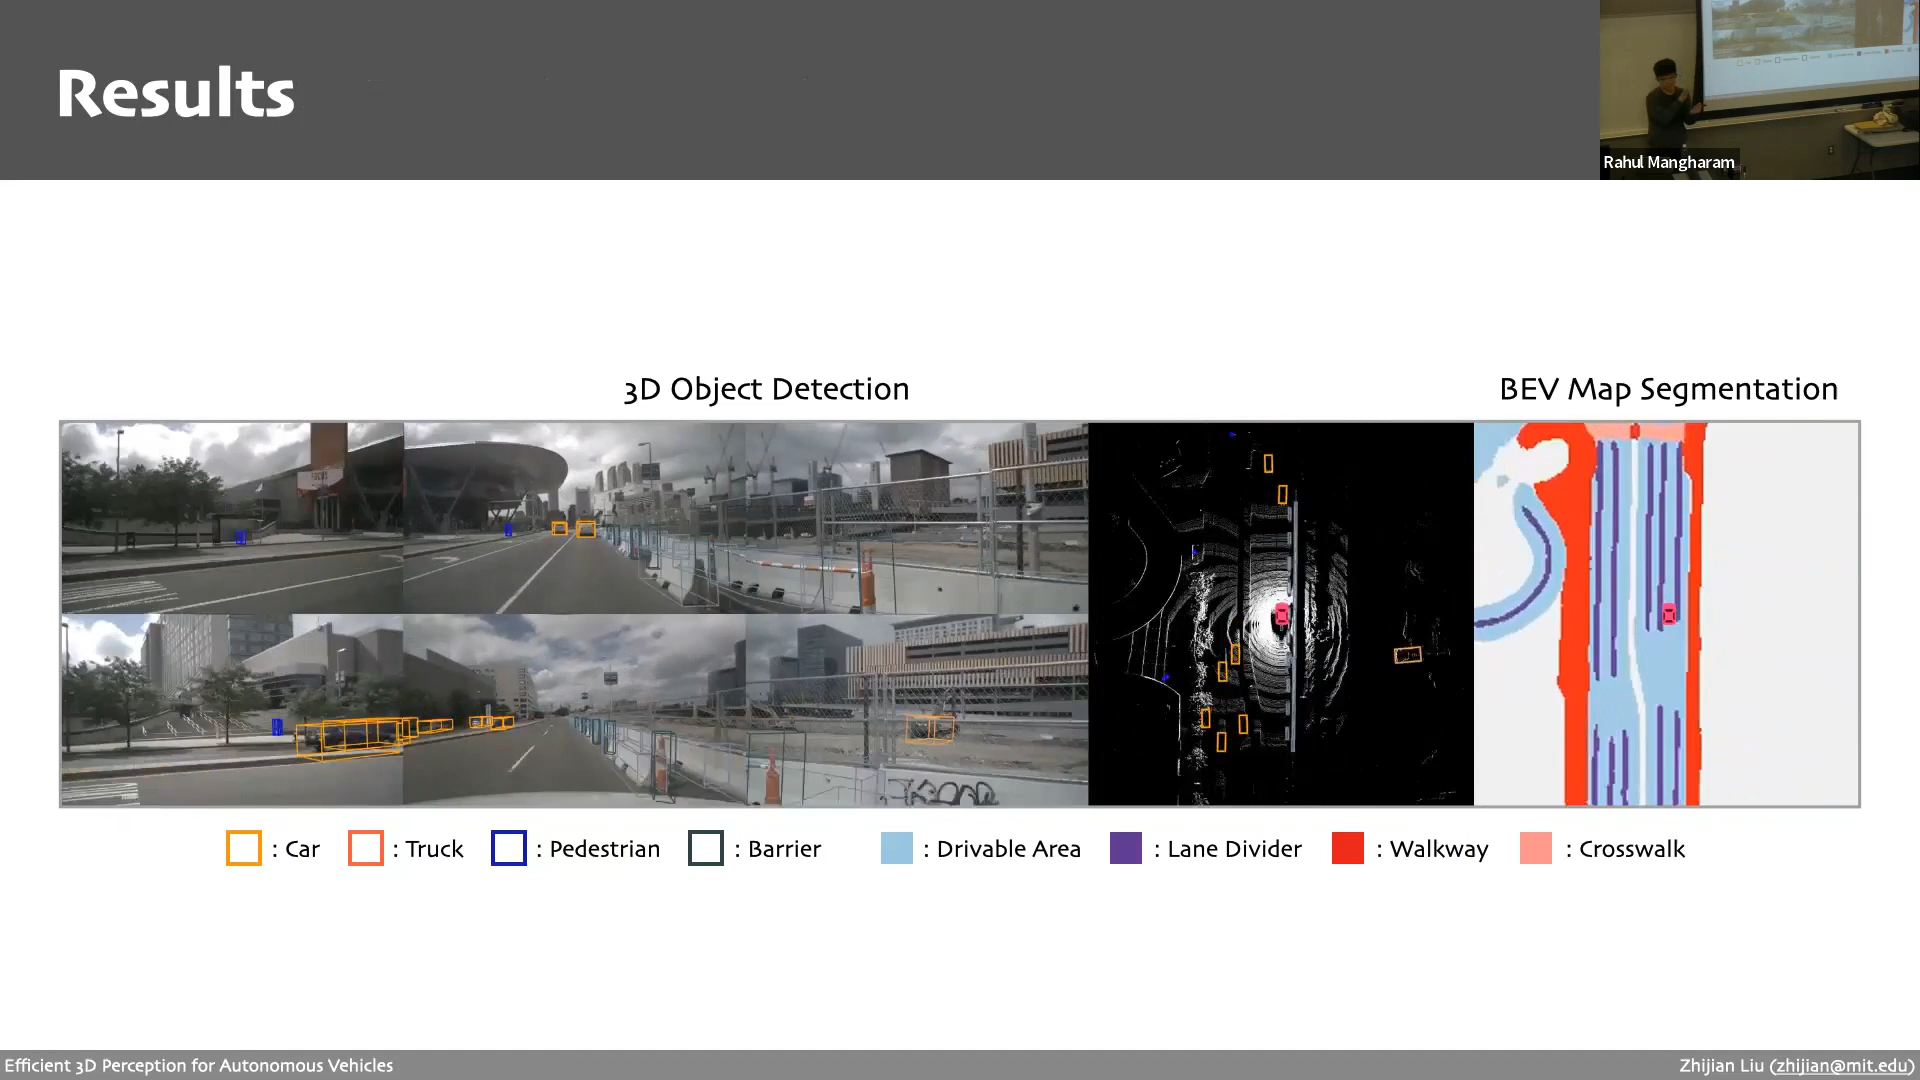 Results
Rahul Mangharam
3D Object Detection
BEV Map Segmentation
: Car
: Truck
: Pedestrian
: Barrier
: Drivable Area
: Lane Divider
: Walkway
: Crosswalk
Efficient 3D Perception for Autonomous Vehicles
Zhijian Liu (zhijian@mit.edu)